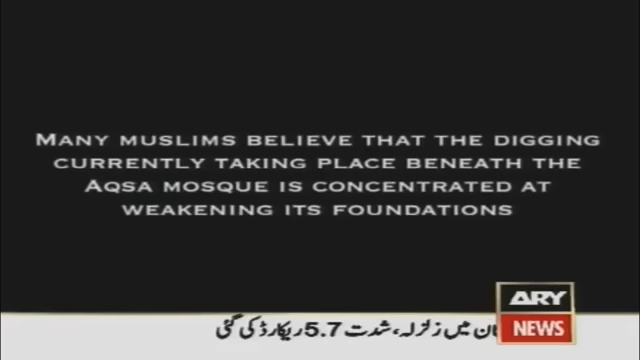 MANY MUSLIMS BELIEVE THAT THE DIGGING
CURRENTLY TAKING PLACE BENEATH THE
AQSA MOSQUE IS CONCENTRATED AT
WEAKENING ITS FOUNDATIONS
ARY
NEWS
میں زلزلہ، شدت 5.7 ریکارڈ کی گئی